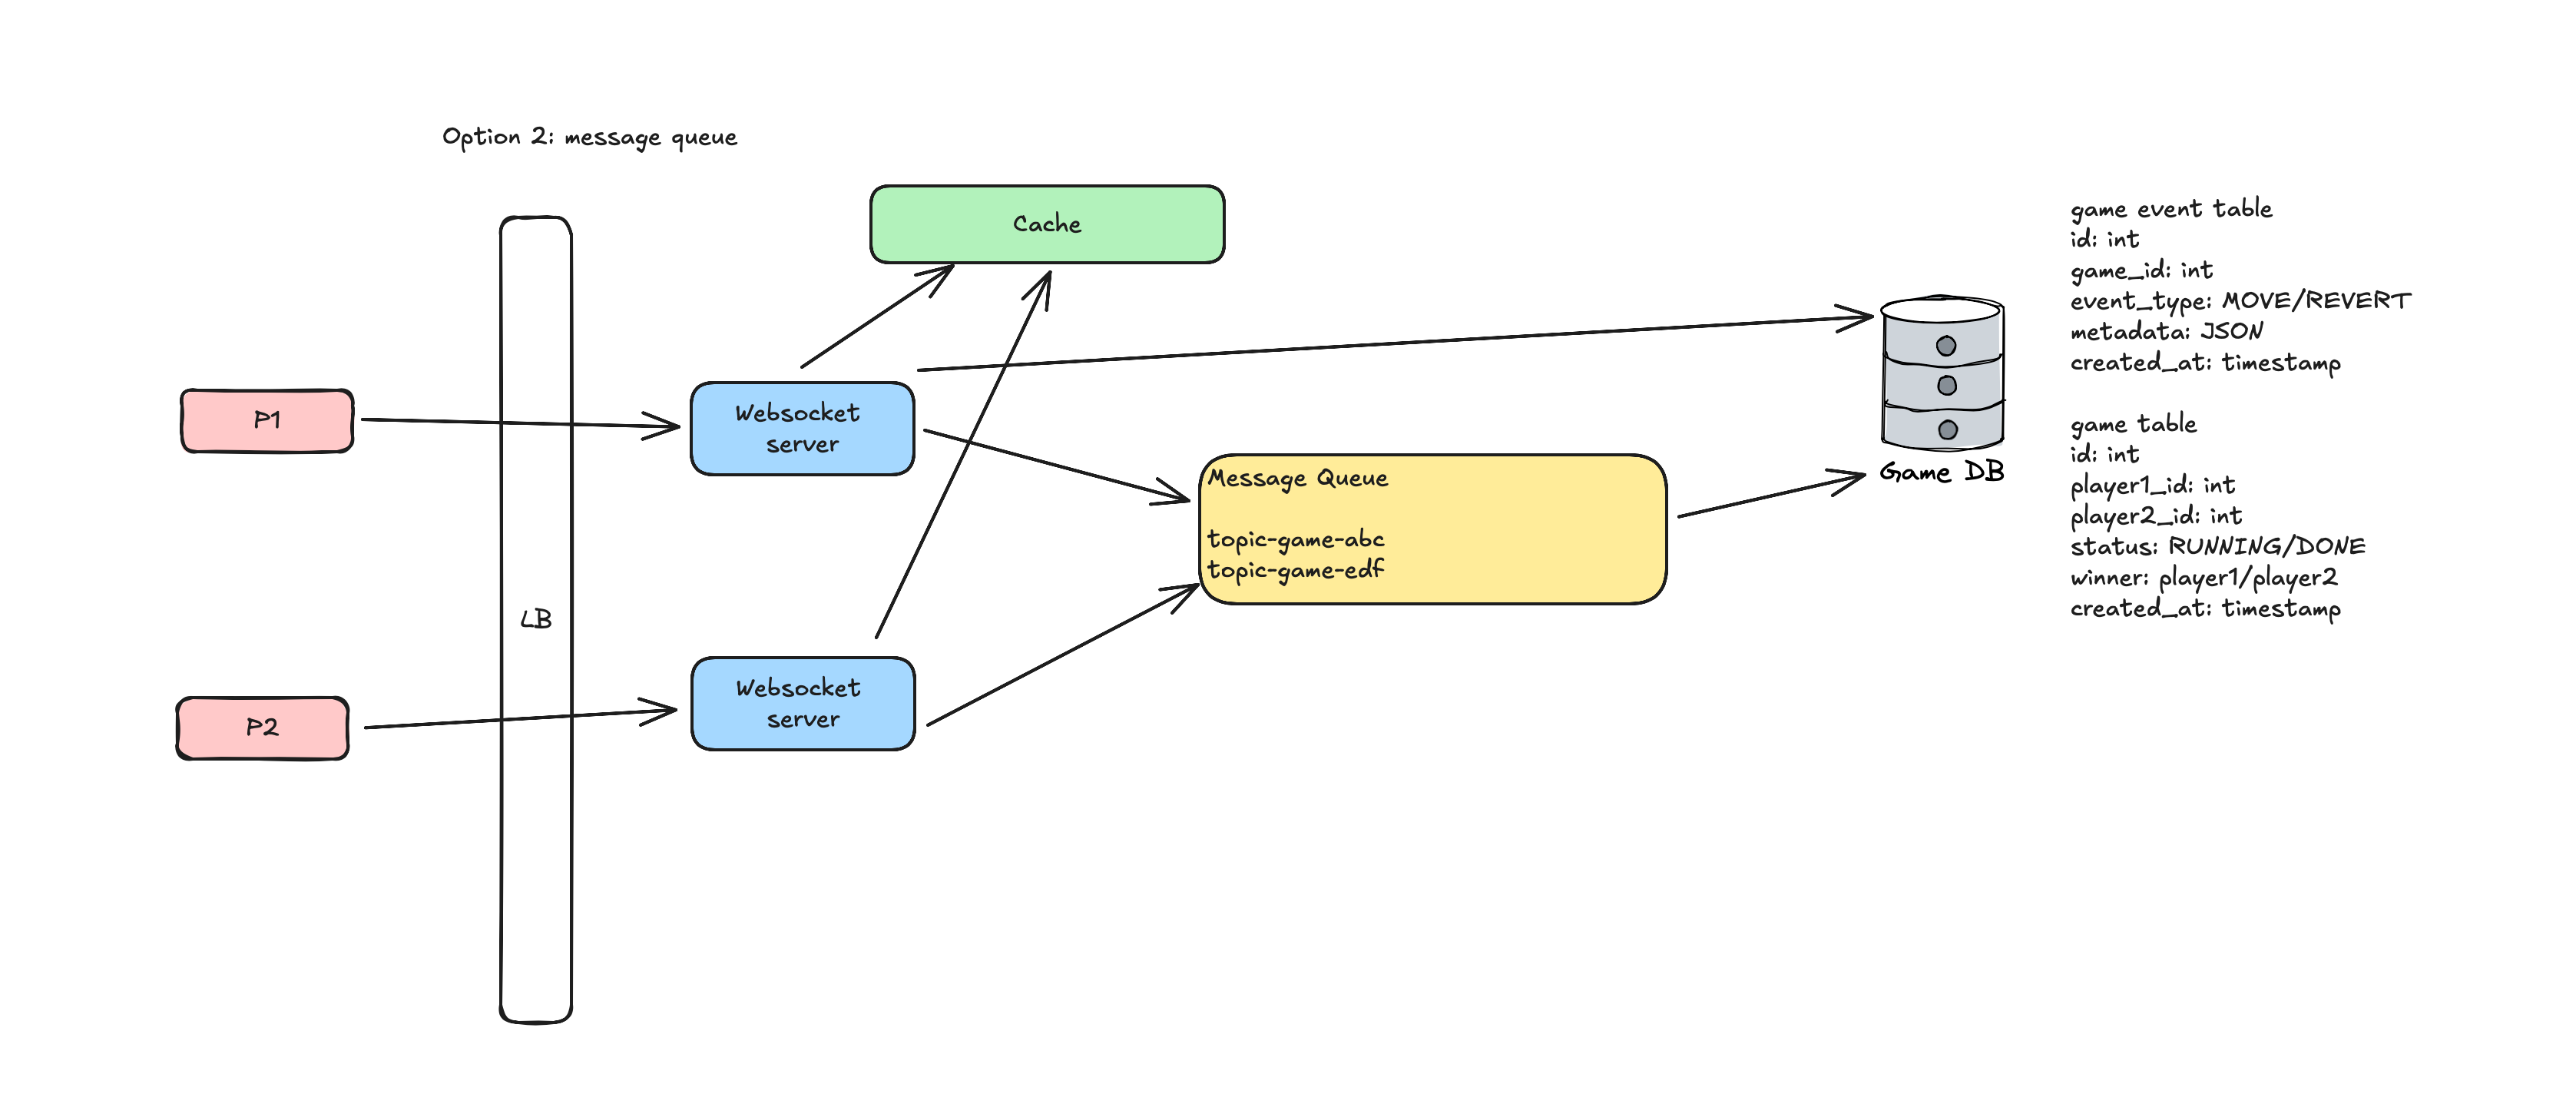 Option 2: message queue
Cache
P1
Websocket
server
Message Queue
topic-game-abc
topic-game-edf
LB
P2
Websocket
server
Game DB
game event table
id: int
game_id: int
event_type: MOVE/REVERT
metadata: JSON
created_at: timestamp
game table
id: int
player1_id: int
player2_id: int
status: RUNNING/DONE
winner: player1/player2
created_at: timestamp